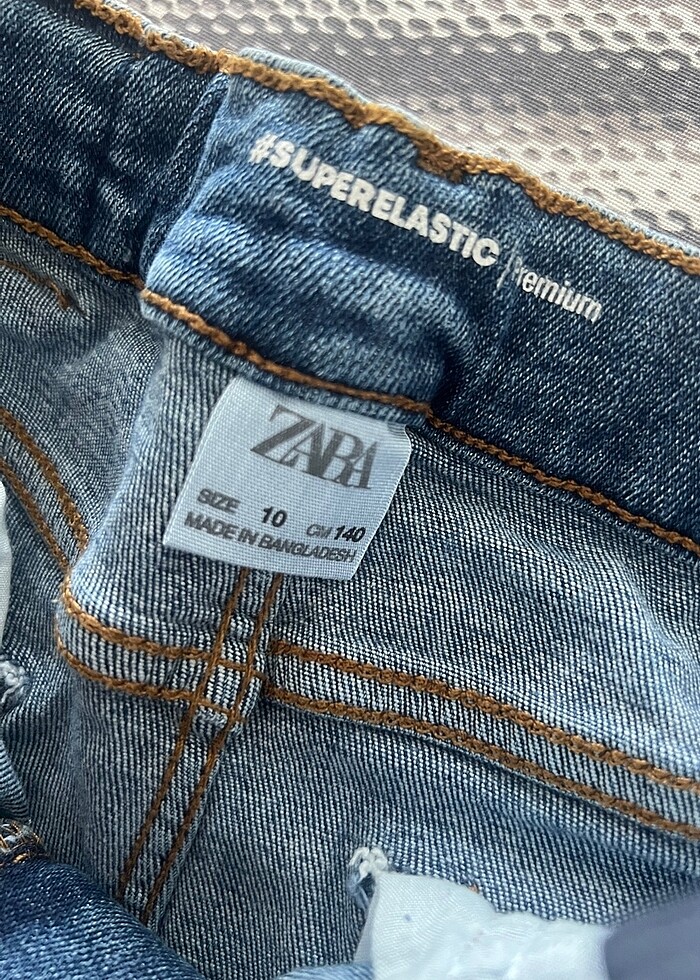 #SUPERELASTIC / Premium
ZARA
SIZE 10 CM 140
MADE IN BANGLADESH